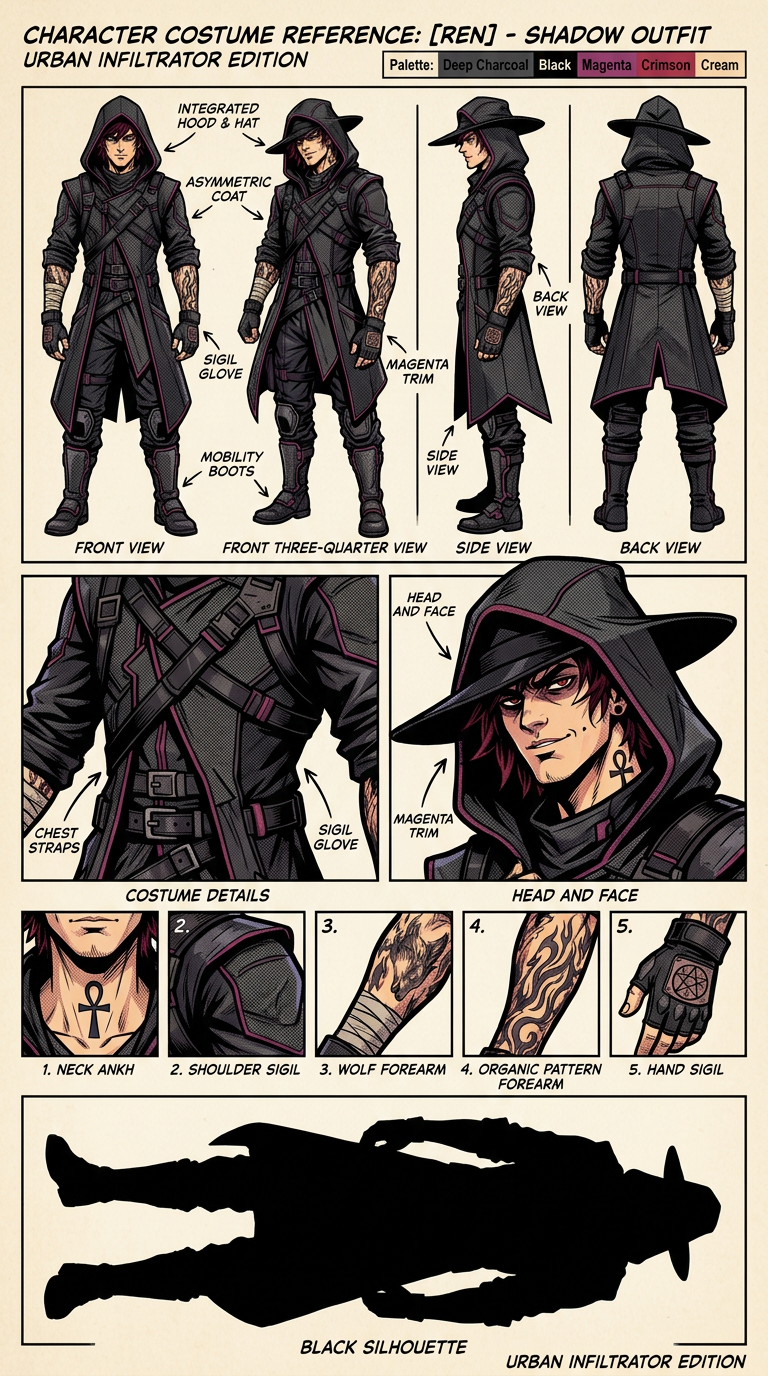 CHARACTER COSTUME REFERENCE: [REN] - SHADOW OUTFIT
URBAN INFILTRATOR EDITION
Palette: Deep Charcoal Black Magenta Crimson Cream
INTEGRATED
HOOD & HAT
ASYMMETRIC
COAT
BACK
VIEW
SIGIL
GLOVE
MAGENTA
TRIM
MOBILITY
BOOTS
SIDE
VIEW
FRONT VIEW
FRONT THREE-QUARTER VIEW
SIDE VIEW
BACK VIEW
CHEST
STRAPS
SIGIL
GLOVE
COSTUME DETAILS
HEAD
AND FACE
MAGENTA
TRIM
HEAD AND FACE
2.
3.
4.
5.
1. NECK ANKH
2. SHOULDER SIGIL
3. WOLF FOREARM
4. ORGANIC PATTERN
FOREARM
5. HAND SIGIL
BLACK SILHOUETTE
URBAN INFILTRATOR EDITION